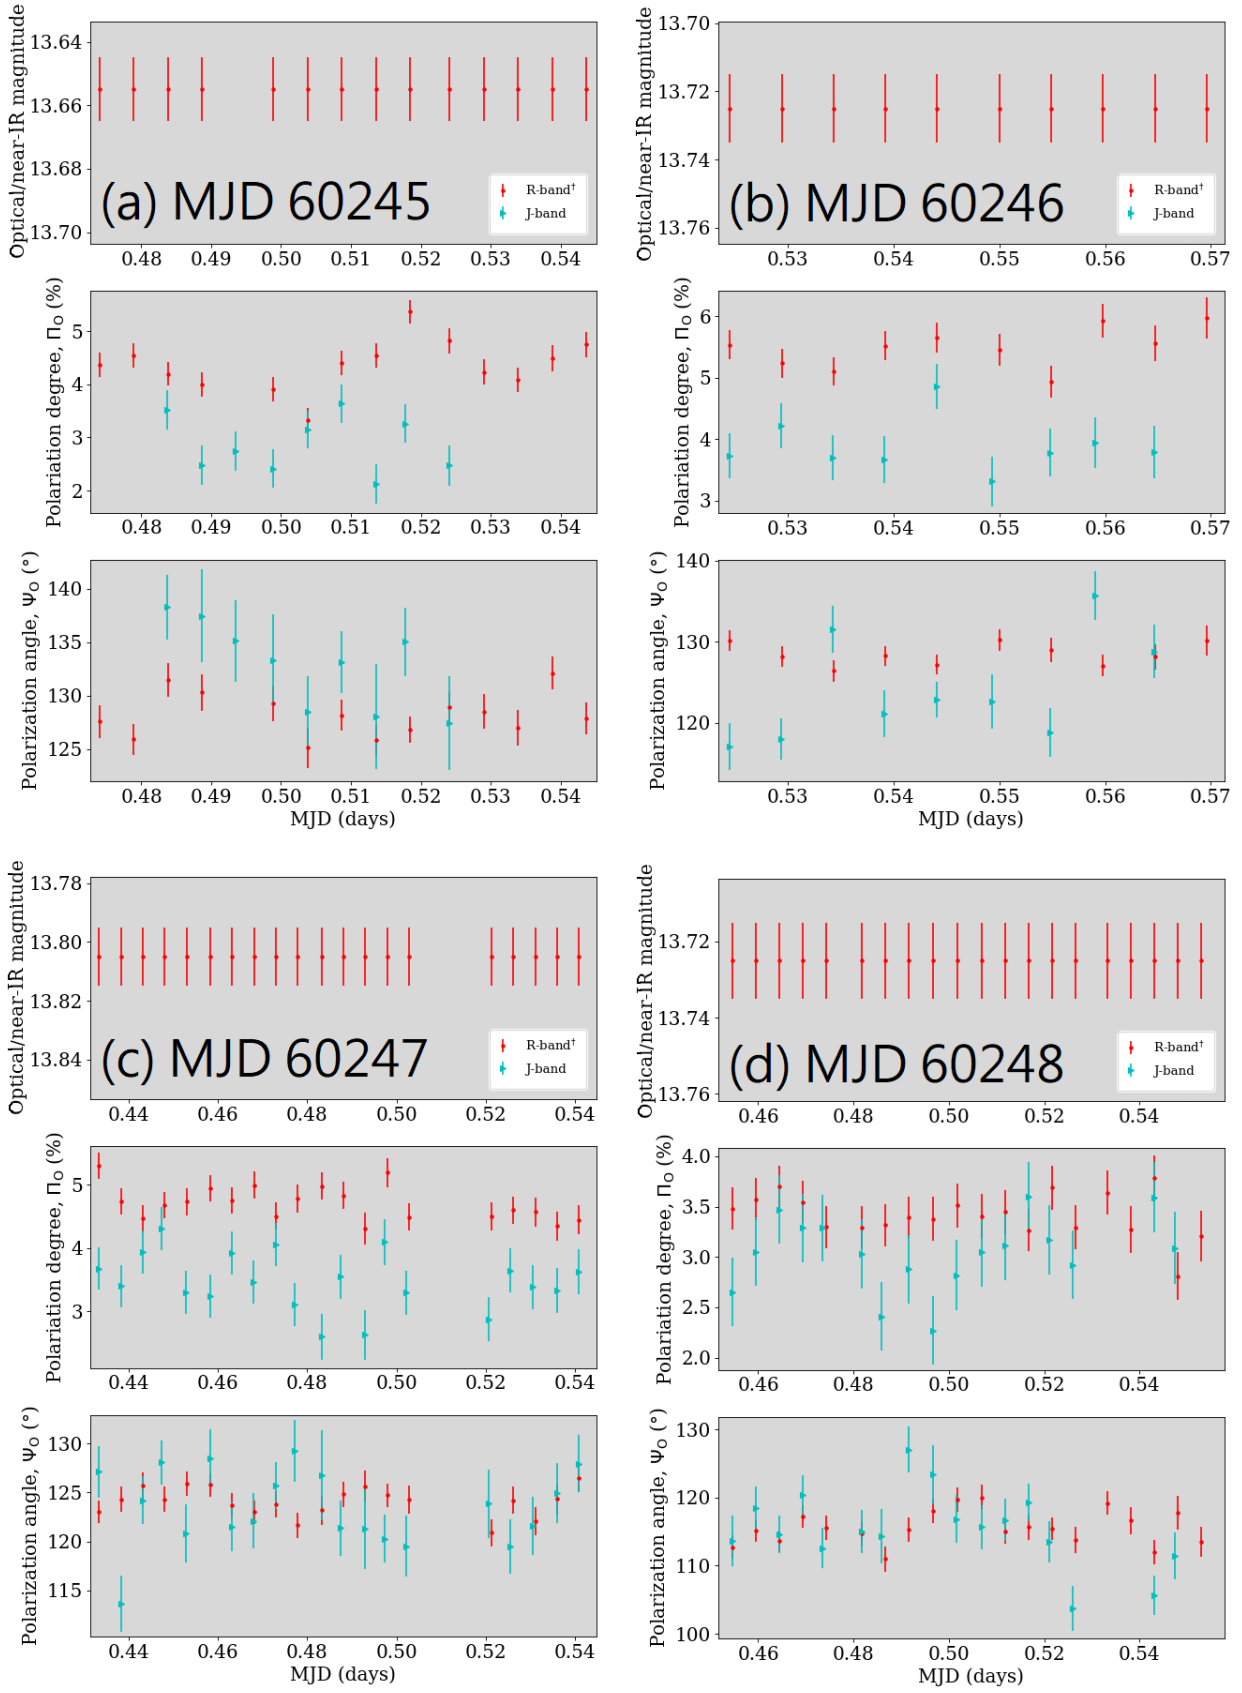 Optical/near-IR magnitude
13.64
13.66
13.68
13.70
(a) MJD 60245
R-band†
J-band
0.48 0.49 0.50 0.51 0.52 0.53 0.54
Polariation degree, Π_O (%)
5
4
3
2
0.48 0.49 0.50 0.51 0.52 0.53 0.54
Polarization angle, Ψ_O (°)
140
135
130
125
0.48 0.49 0.50 0.51 0.52 0.53 0.54
MJD (days)
Optical/near-IR magnitude
13.70
13.72
13.74
13.76
(b) MJD 60246
R-band†
J-band
0.53 0.54 0.55 0.56 0.57
Polariation degree, Π_O (%)
6
5
4
3
0.53 0.54 0.55 0.56 0.57
Polarization angle, Ψ_O (°)
140
130
120
0.53 0.54 0.55 0.56 0.57
MJD (days)
Optical/near-IR magnitude
13.78
13.80
13.82
13.84
(c) MJD 60247
R-band†
J-band
0.44 0.46 0.48 0.50 0.52 0.54
Polariation degree, Π_O (%)
5
4
3
0.44 0.46 0.48 0.50 0.52 0.54
Polarization angle, Ψ_O (°)
130
125
120
115
0.44 0.46 0.48 0.50 0.52 0.54
MJD (days)
Optical/near-IR magnitude
13.72
13.74
13.76
(d) MJD 60248
R-band†
J-band
0.46 0.48 0.50 0.52 0.54
Polariation degree, Π_O (%)
4.0
3.5
3.0
2.5
2.0
0.46 0.48 0.50 0.52 0.54
Polarization angle, Ψ_O (°)
130
120
110
100
0.46 0.48 0.50 0.52 0.54
MJD (days)